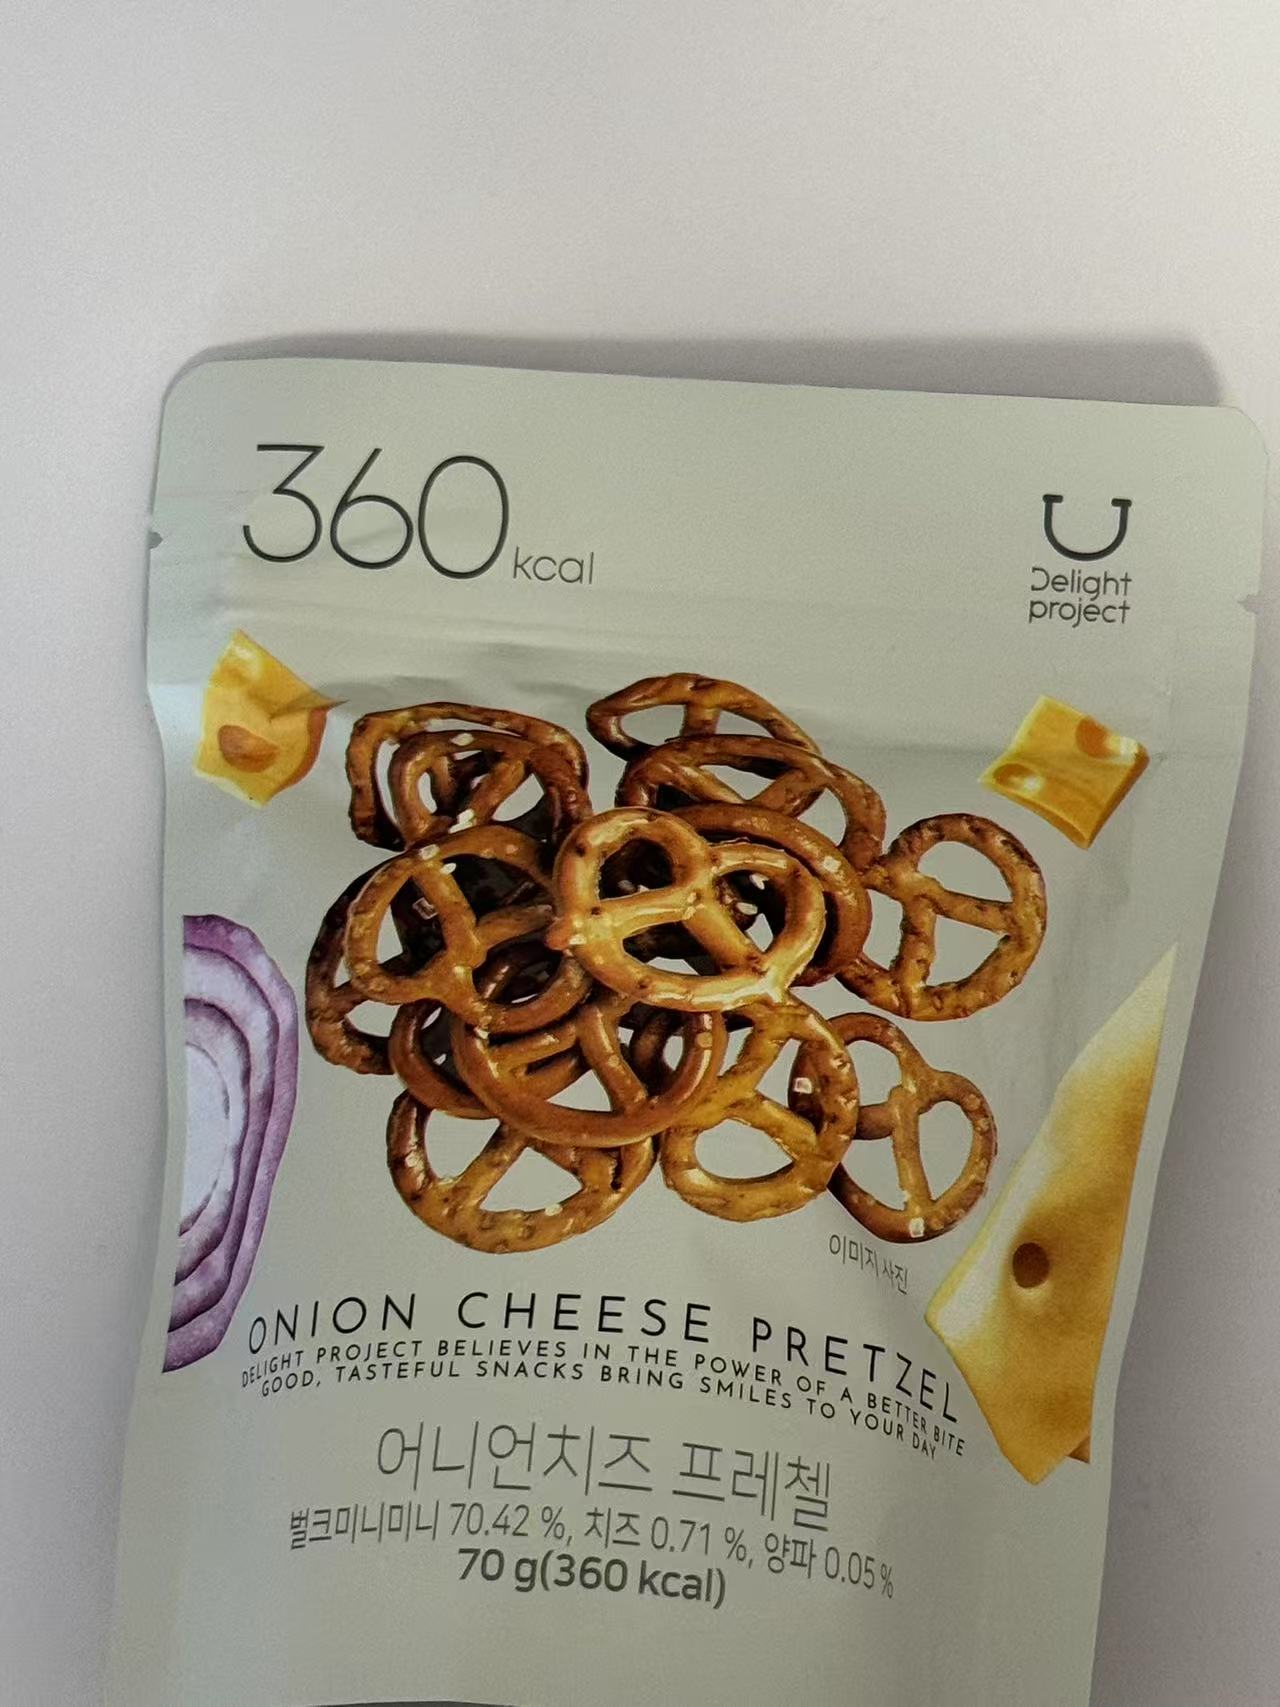 360 kcal
Delight
project
이미지 사진
ONION CHEESE PRETZEL
DELIGHT PROJECT BELIEVES IN THE POWER OF A BETTER BITE
GOOD, TASTEFUL SNACKS BRING SMILES TO YOUR DAY
어니언치즈 프레첼
벌크미니미니 70.42 %, 치즈 0.71 %, 양파 0.05 %
70 g(360 kcal)